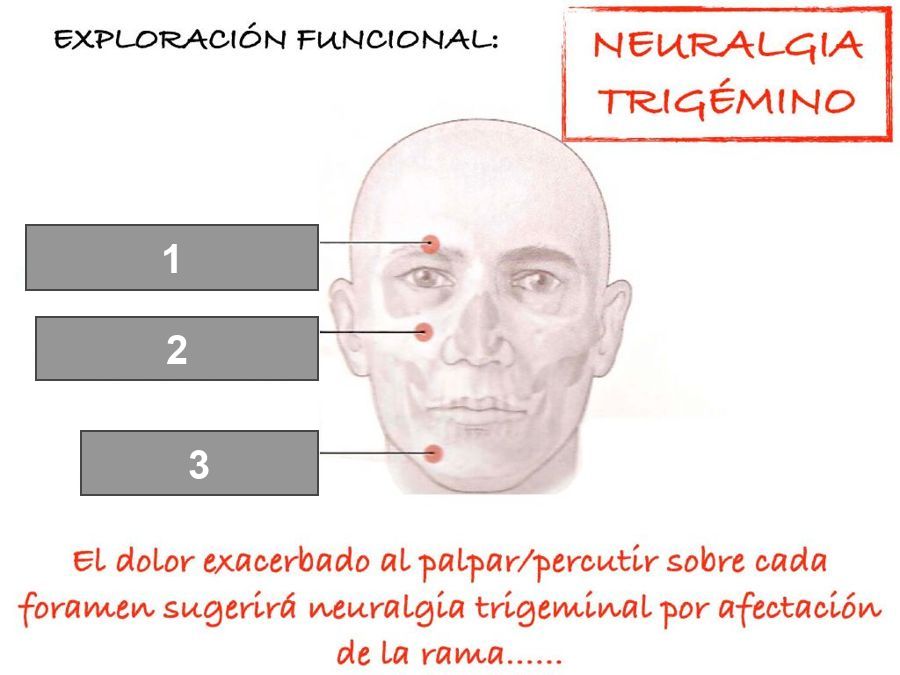 EXPLORACIÓN FUNCIONAL:
NEURALGIA
TRIGÉMINO
1
2
3
El dolor exacerbado al palpar/percutir sobre cada
foramen sugerirá neuralgia trigeminal por afectación
de la rama......